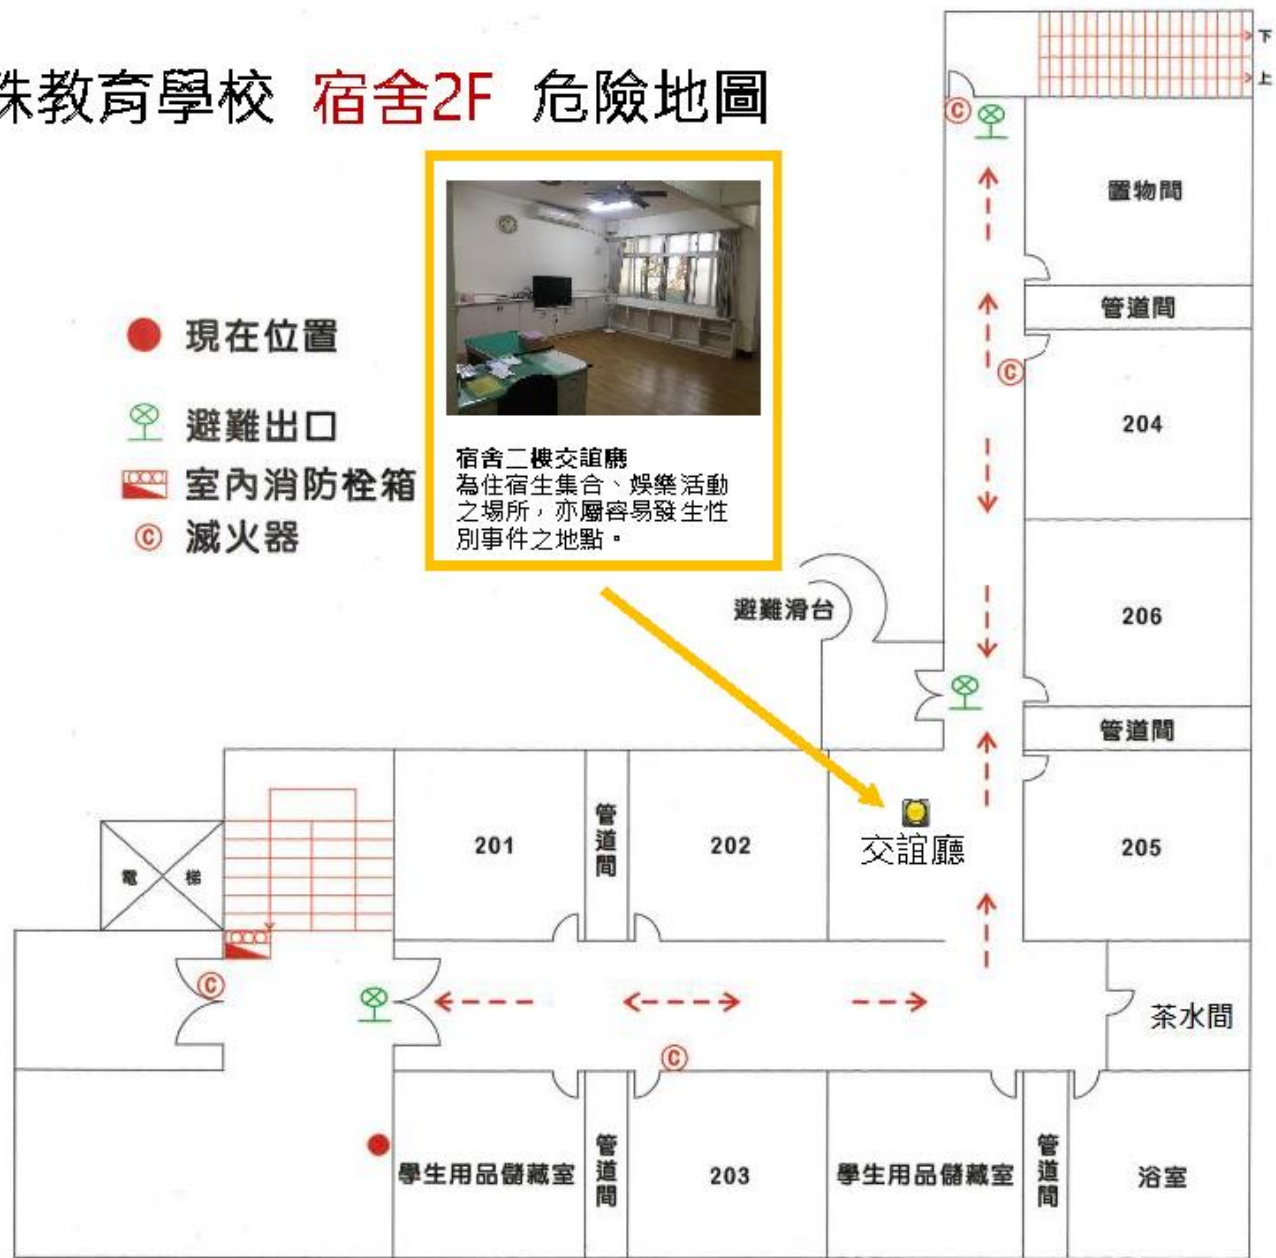 殊教育學校 宿舍2F 危險地圖
下
上
置物間
管道間
204
206
管道間
205
現在位置
避難出口
室內消防栓箱
滅火器
宿舍二樓交誼廳
為住宿生集合、娛樂活動
之場所，亦屬容易發生性
別事件之地點。
避難滑台
電梯
201
管道間
202
交誼廳
茶水間
學生用品儲藏室
管道間
203
學生用品儲藏室
管道間
浴室
C
C
C
C